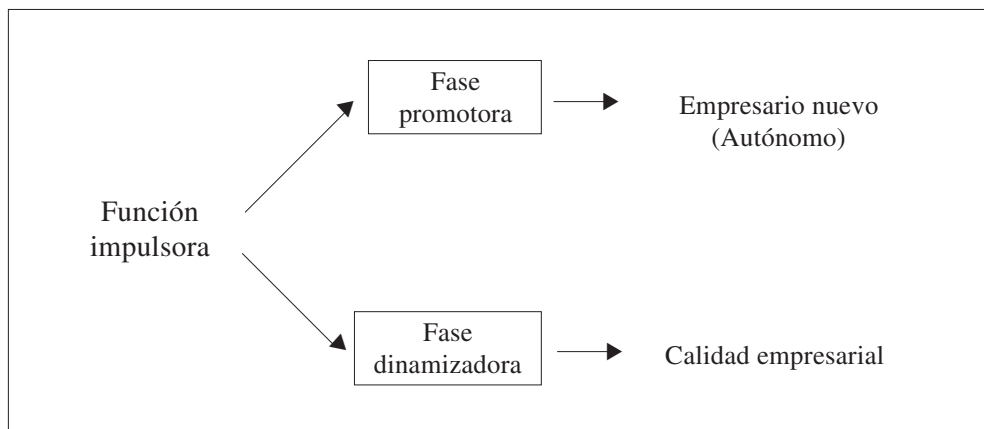 Fase
promotora
Empresario nuevo
(Autónomo)
Función
impulsora
Fase
dinamizadora
Calidad empresarial